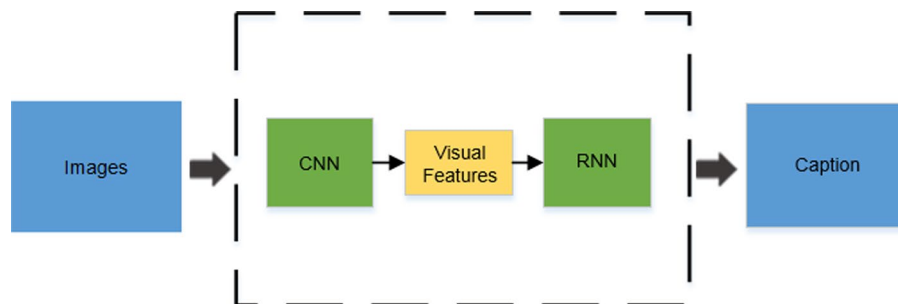 Images
CNN
Visual
Features
RNN
Caption